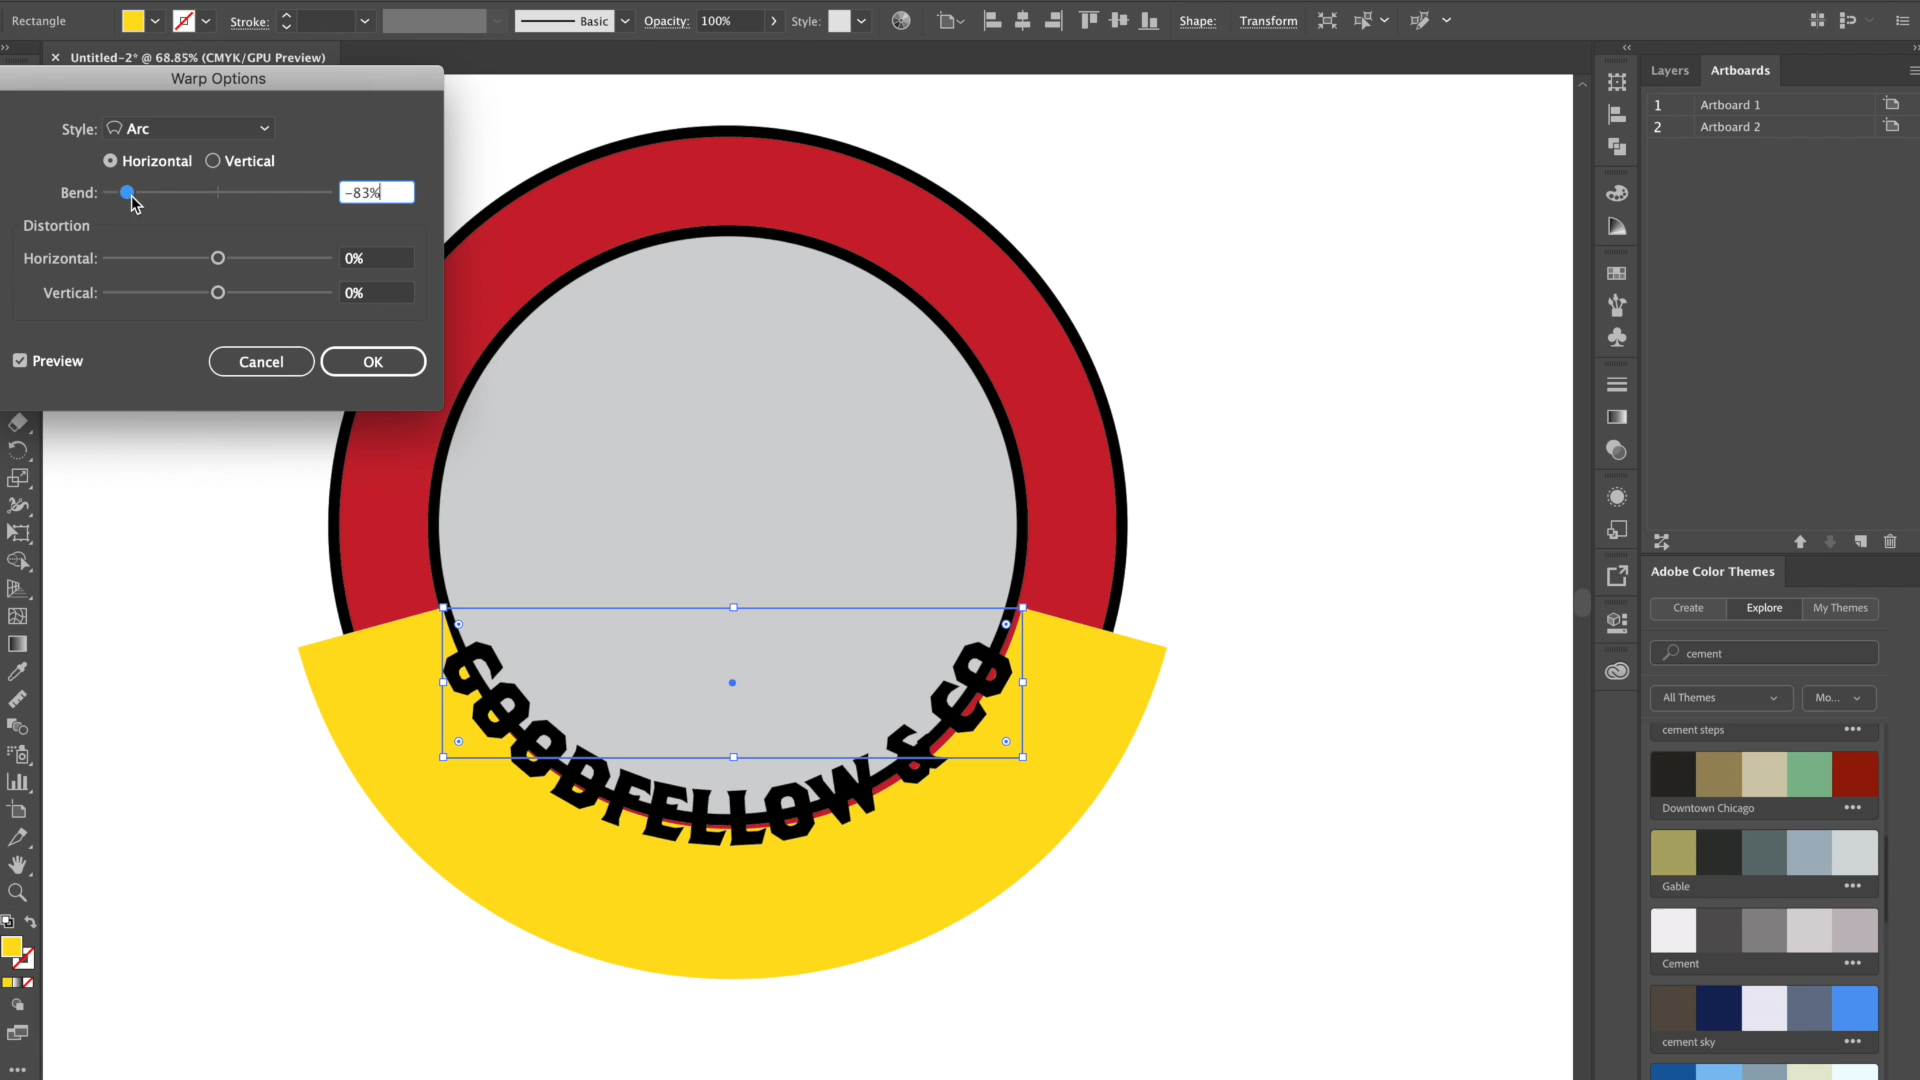 Rectangle
Stroke:
Basic
Opacity:
100%
Style:
Shape:
Transform
Untitled-2* @ 68.85% (CMYK/GPU Preview)
Warp Options
Style:
Arc
Horizontal
Vertical
Bend:
-83%
Distortion
Horizontal:
0%
Vertical:
0%
Preview
Cancel
OK
GOODFELLOW & CO
Layers
Artboards
1
Artboard 1
2
Artboard 2
Adobe Color Themes
Create
Explore
My Themes
cement
All Themes
Mo...
cement steps
Downtown Chicago
Gable
Cement
cement sky